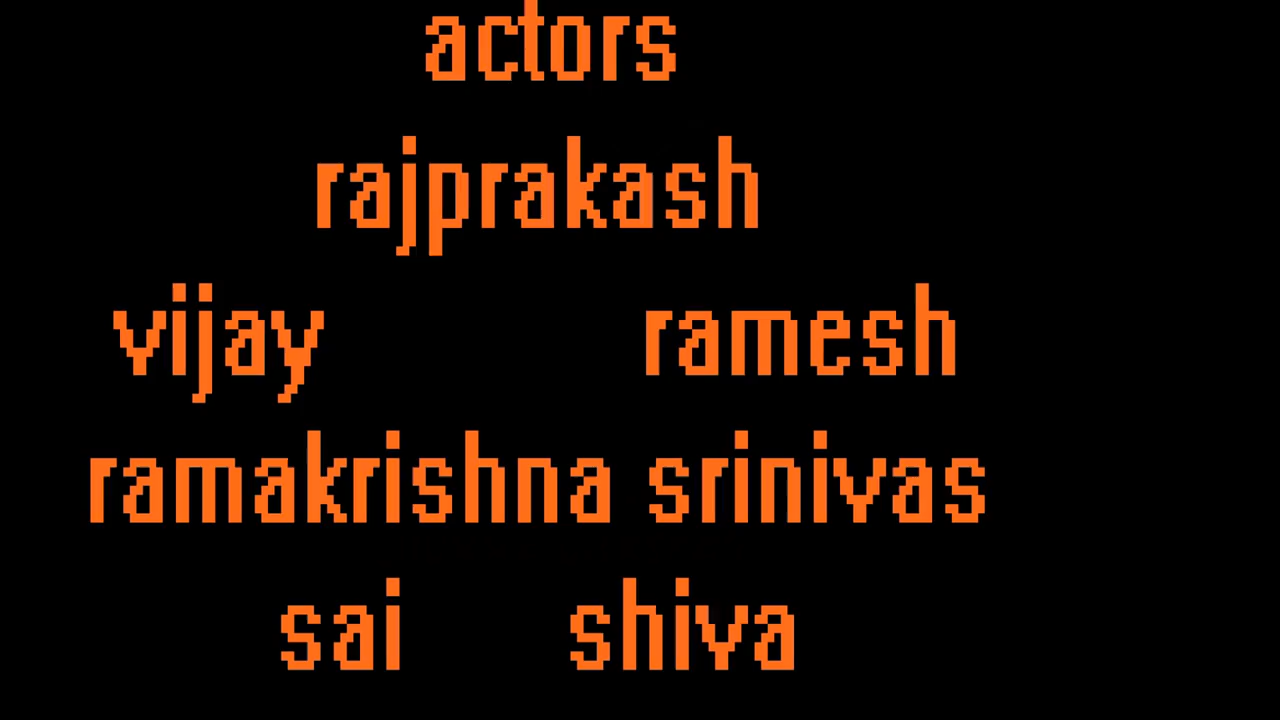 actors
rajprakash
vijay ramesh
ramakrishna srinivas
sai shiva